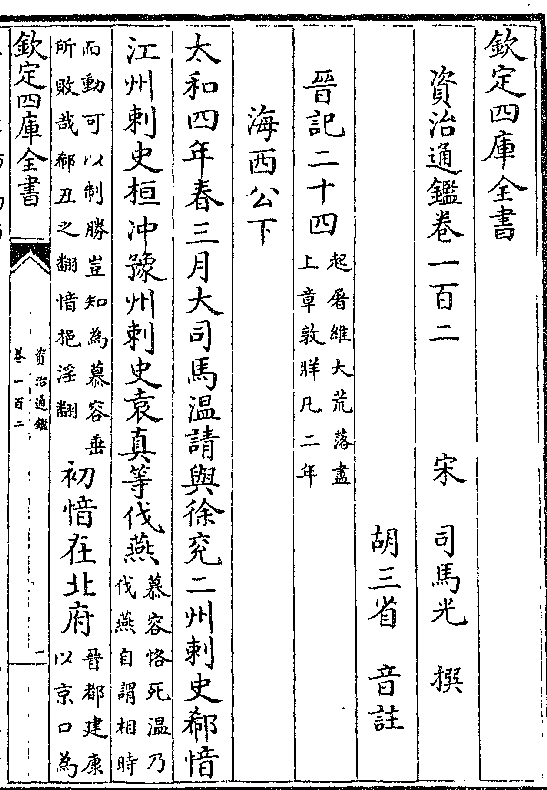 欽定四庫全書
資治通鑑卷一百二　宋　司馬光　撰
胡三省　音註
晉記二十四起屠維大荒落盡上章敦牂凡二年
海西公下
太和四年春三月大司馬温請與徐兖二州刺史郗愔
江州刺史桓冲豫州刺史袁真等伐燕慕容恪死温乃伐燕自謂相時
而動可以制勝豈知為慕容垂所敗哉郗丑之翻愔挹淫翻初愔在北府晉都建康以京口為
欽定四庫全書
資治通鑑
卷一百二